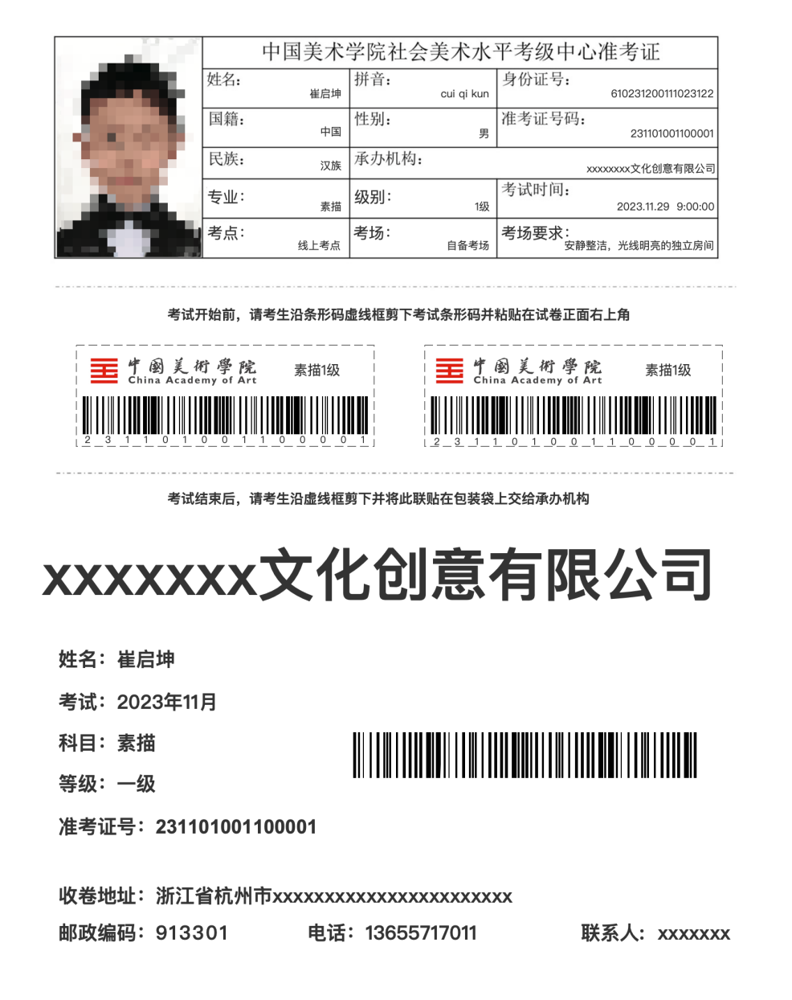 中国美术学院社会美术水平考级中心准考证
姓名： 崔启坤 拼音： cui qi kun 身份证号： 610231200111023122
国籍： 中国 性别： 男 准考证号码： 231101001100001
民族： 汉族 承办机构： xxxxxxxx文化创意有限公司
专业： 素描 级别： 1级 考试时间： 2023.11.29 9:00:00
考点： 线上考点 考场： 自备考场 考场要求： 安静整洁，光线明亮的独立房间
考试开始前，请考生沿条形码虚线框剪下考试条形码并粘贴在试卷正面右上角
中國美術學院 素描1级 中國美術學院 素描1级
China Academy of Art China Academy of Art
231101001100001 231101001100001
考试结束后，请考生沿虚线框剪下并将此联贴在包装袋上交给承办机构
xxxxxxx文化创意有限公司
姓名：崔启坤
考试：2023年11月
科目：素描
等级：一级
准考证号：231101001100001
收卷地址：浙江省杭州市xxxxxxxxxxxxxxxxxxxxxxx
邮政编码：913301 电话：13655717011 联系人: xxxxxxx